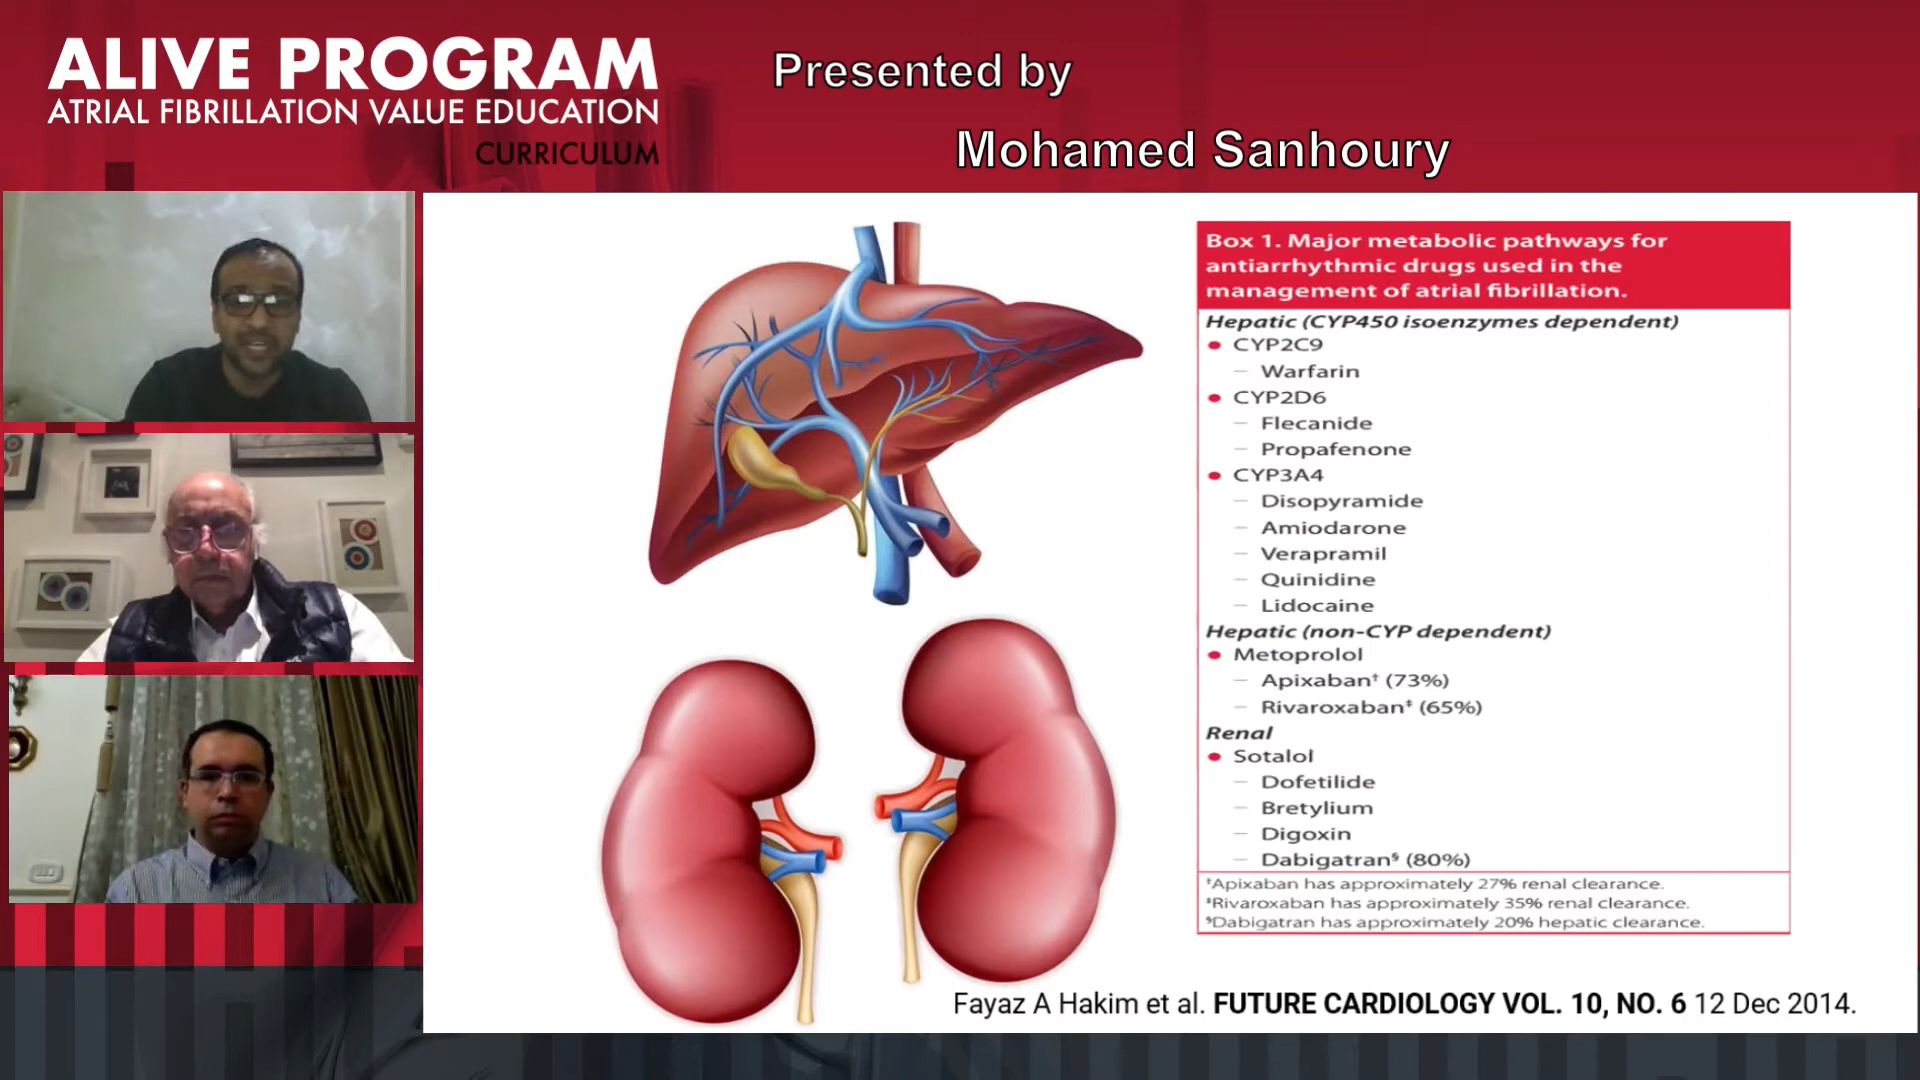 ALIVE PROGRAM
ATRIAL FIBRILLATION VALUE EDUCATION
CURRICULUM
Presented by
Mohamed Sanhoury
Box 1. Major metabolic pathways for
antiarrhythmic drugs used in the
management of atrial fibrillation.
Hepatic (CYP450 isoenzymes dependent)
• CYP2C9
– Warfarin
• CYP2D6
– Flecanide
– Propafenone
• CYP3A4
– Disopyramide
– Amiodarone
– Verapramil
– Quinidine
– Lidocaine
Hepatic (non-CYP dependent)
• Metoprolol
– Apixaban† (73%)
– Rivaroxaban‡ (65%)
Renal
• Sotalol
– Dofetilide
– Bretylium
– Digoxin
– Dabigatran§ (80%)
†Apixaban has approximately 27% renal clearance.
‡Rivaroxaban has approximately 35% renal clearance.
§Dabigatran has approximately 20% hepatic clearance.
Fayaz A Hakim et al. FUTURE CARDIOLOGY VOL. 10, NO. 6 12 Dec 2014.